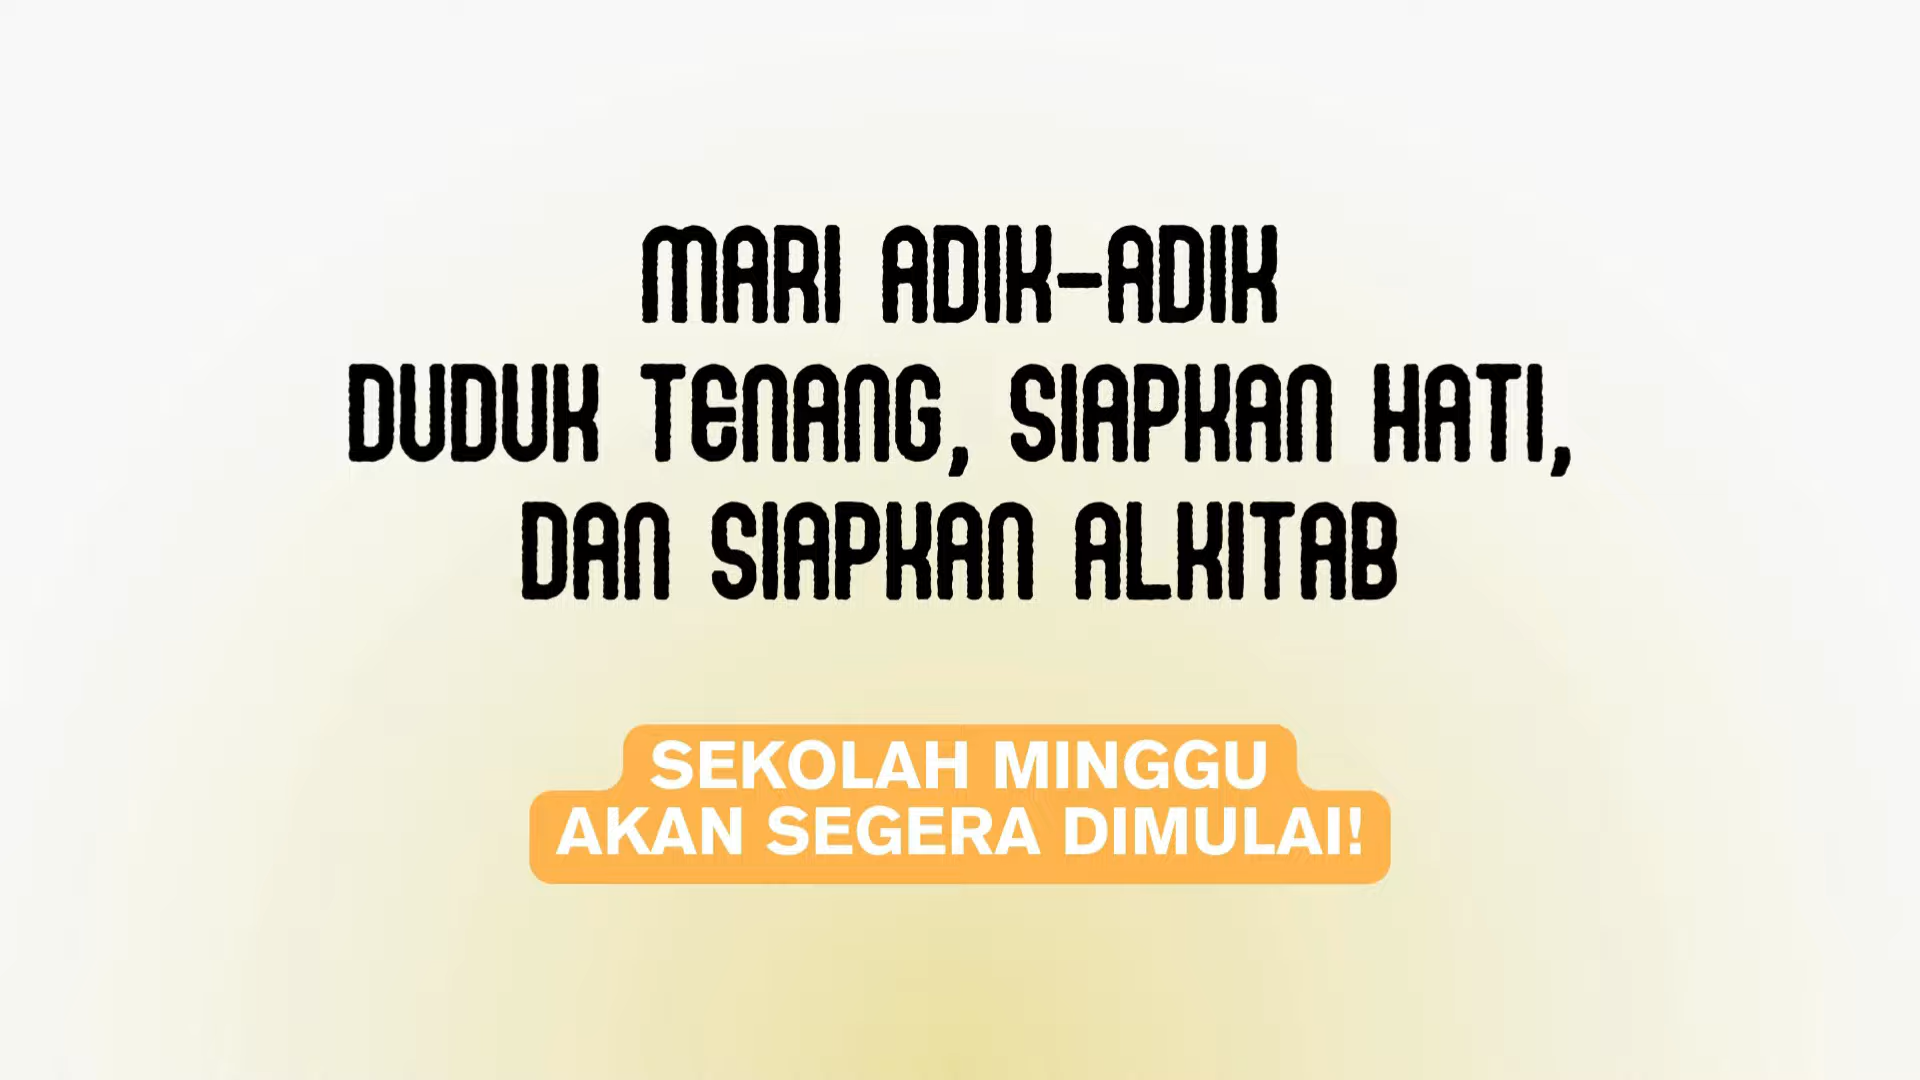 MARI ADIK-ADIK
DUDUK TENANG, SIAPKAN HATI,
DAN SIAPKAN ALKITAB
SEKOLAH MINGGU
AKAN SEGERA DIMULAI!